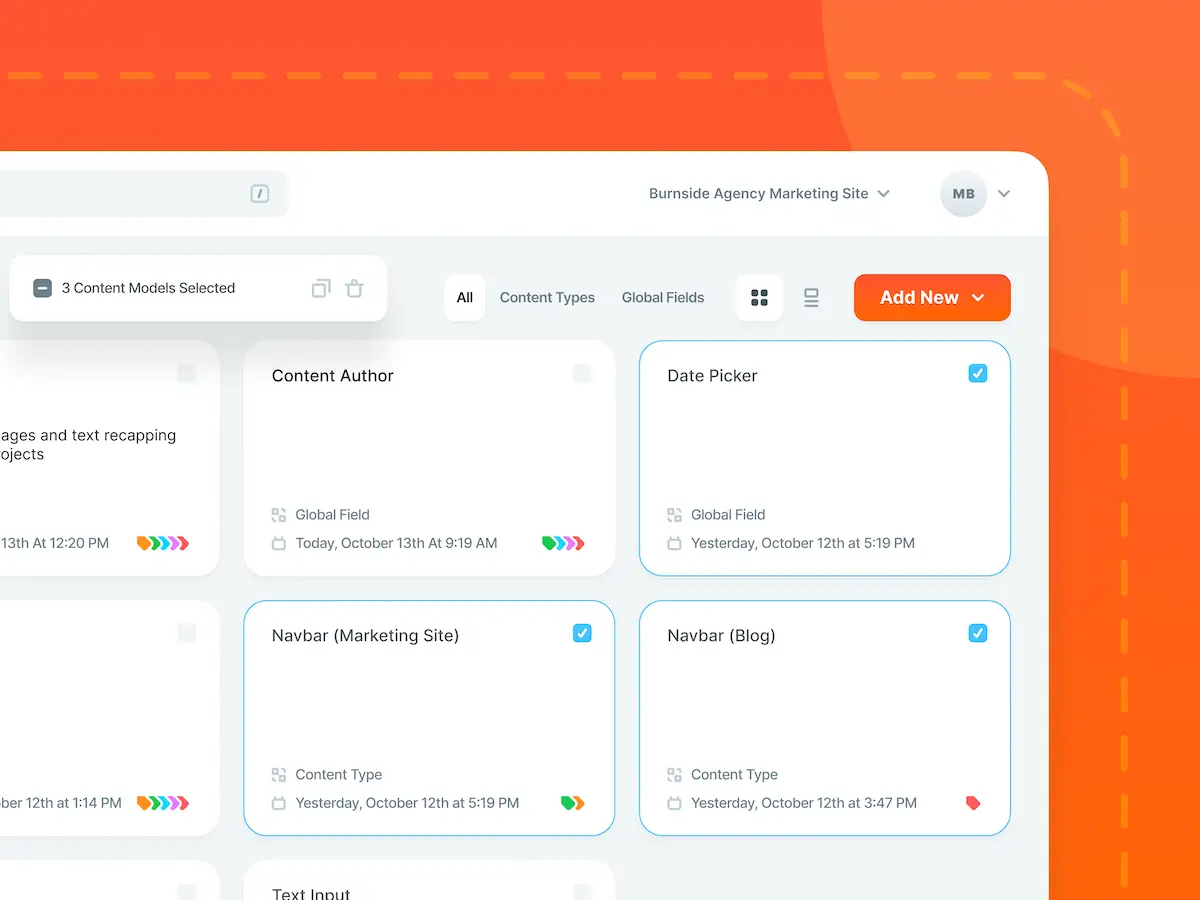 /
Burnside Agency Marketing Site
MB
3 Content Models Selected
All
Content Types
Global Fields
Add New
ages and text recapping
ojects
13th At 12:20 PM
Content Author
Global Field
Today, October 13th At 9:19 AM
Date Picker
Global Field
Yesterday, October 12th at 5:19 PM
ber 12th at 1:14 PM
Navbar (Marketing Site)
Content Type
Yesterday, October 12th at 5:19 PM
Navbar (Blog)
Content Type
Yesterday, October 12th at 3:47 PM
Text Input